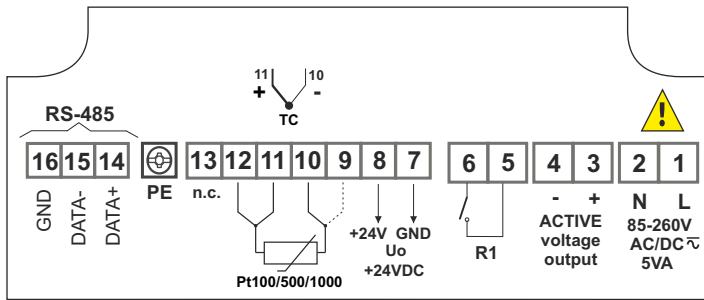 11 10
+ -
TC
RS-485
16 15 14 13 12 11 10 9 8 7 6 5 4 3 2 1
GND
DATA-
DATA+
PE
n.c.
Pt100/500/1000
+24V GND
Uo
+24VDC
R1
- +
ACTIVE
voltage
output
N L
85-260V
AC/DC
5VA
!